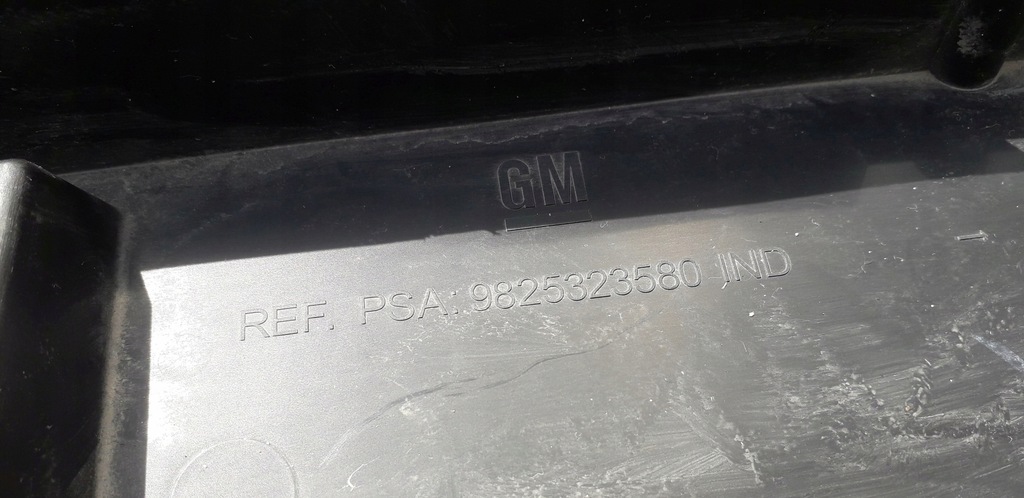 GM
REF. PSA: 9825323580 IND